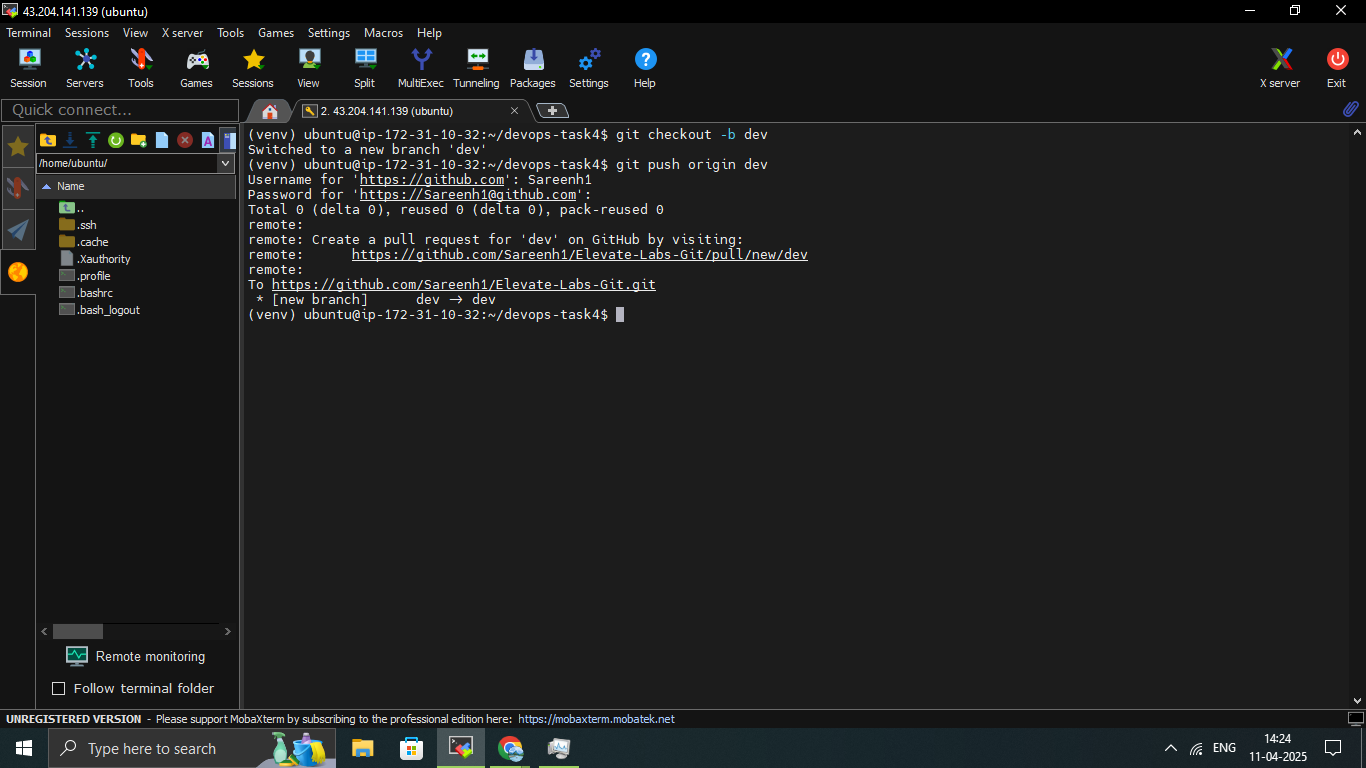 43.204.141.139 (ubuntu)
Terminal Sessions View X server Tools Games Settings Macros Help
Session Servers Tools Games Sessions View Split MultiExec Tunneling Packages Settings Help X server Exit
Quick connect...
2. 43.204.141.139 (ubuntu)
/home/ubuntu/
Name
..
.ssh
.cache
.Xauthority
.profile
.bashrc
.bash_logout
Remote monitoring
Follow terminal folder
(venv) ubuntu@ip-172-31-10-32:~/devops-task4$ git checkout -b dev
Switched to a new branch 'dev'
(venv) ubuntu@ip-172-31-10-32:~/devops-task4$ git push origin dev
Username for 'https://github.com': Sareenh1
Password for 'https://Sareenh1@github.com':
Total 0 (delta 0), reused 0 (delta 0), pack-reused 0
remote:
remote: Create a pull request for 'dev' on GitHub by visiting:
remote:      https://github.com/Sareenh1/Elevate-Labs-Git/pull/new/dev
remote:
To https://github.com/Sareenh1/Elevate-Labs-Git.git
 * [new branch]      dev -> dev
(venv) ubuntu@ip-172-31-10-32:~/devops-task4$
UNREGISTERED VERSION - Please support MobaXterm by subscribing to the professional edition here: https://mobaxterm.mobatek.net
Type here to search
ENG
14:24
11-04-2025